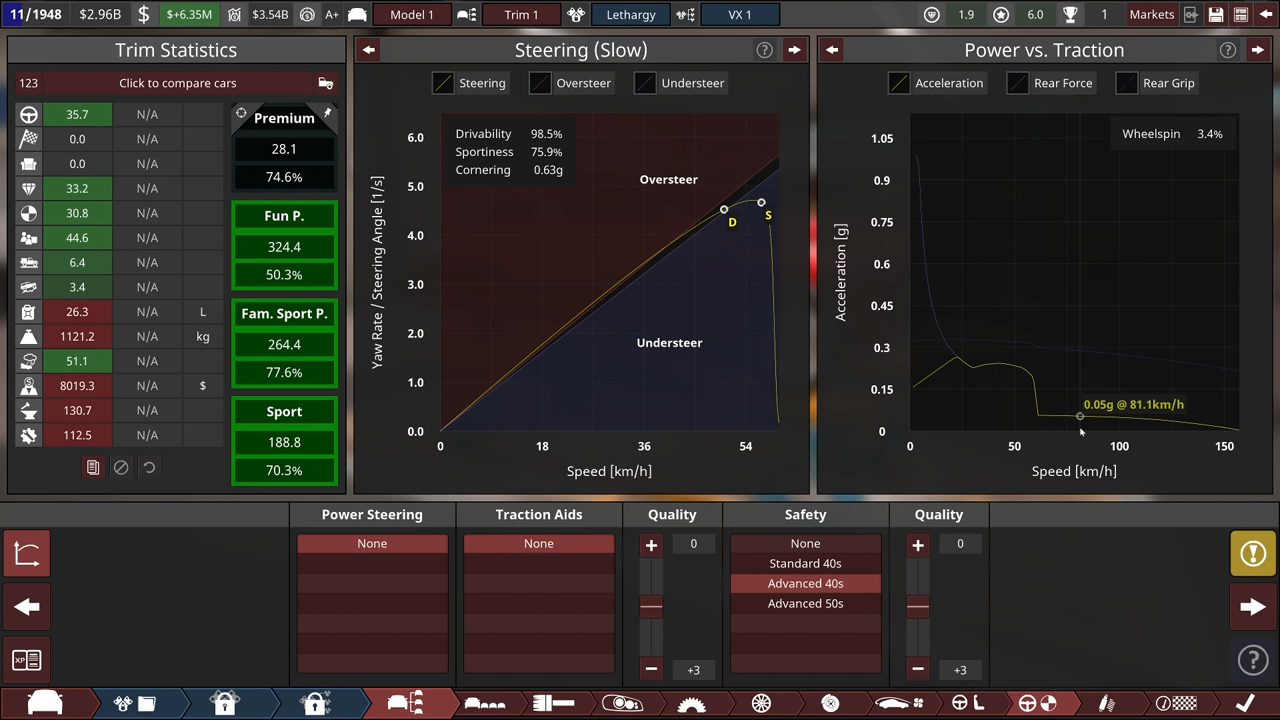 11/1948 $2.96B $+6.35M $3.54B A+ Model 1 Trim 1 Lethargy VX 1 1.9 6.0 1 Markets
Trim Statistics
123 Click to compare cars
35.7 N/A
0.0 N/A
0.0 N/A
33.2 N/A
30.8 N/A
44.6 N/A
6.4 N/A
3.4 N/A
26.3 N/A L
1121.2 N/A kg
51.1 N/A
8019.3 N/A $
130.7 N/A
112.5 N/A
Premium
28.1
74.6%
Fun P.
324.4
50.3%
Fam. Sport P.
264.4
77.6%
Sport
188.8
70.3%
Steering (Slow)
?
Steering Oversteer Understeer
Drivability 98.5%
Sportiness 75.9%
Cornering 0.63g
Oversteer
Understeer
D
S
Yaw Rate / Steering Angle [1/s]
6.0
5.0
4.0
3.0
2.0
1.0
0.0
0 18 36 54
Speed [km/h]
Power vs. Traction
?
Acceleration Rear Force Rear Grip
Wheelspin 3.4%
Acceleration [g]
1.05
0.9
0.75
0.6
0.45
0.3
0.15
0
0.05g @ 81.1km/h
0 50 100 150
Speed [km/h]
Power Steering
None
Traction Aids
None
Quality
+ 0
− +3
Safety
None
Standard 40s
Advanced 40s
Advanced 50s
Quality
+ 0
− +3
!
XP
?